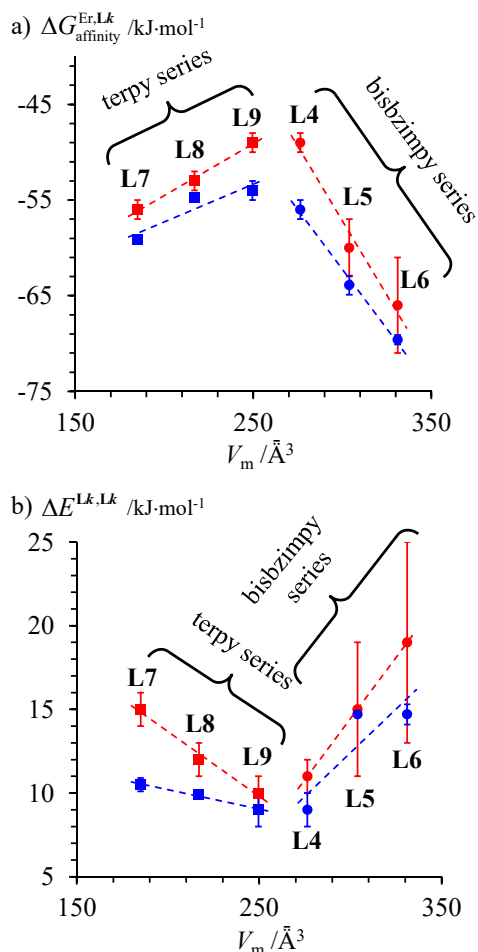 a) ΔG Er,Lk affinity /kJ·mol-1
terpy series
bisbzimpy series
-45
-55
-65
-75
L7
L8
L9
L4
L5
L6
150
250
350
Vm /Å3
b) ΔE Lk,Lk /kJ·mol-1
bisbzimpy
series
terpy series
25
20
15
10
5
L7
L8
L9
L4
L5
L6
150
250
350
Vm /Å3